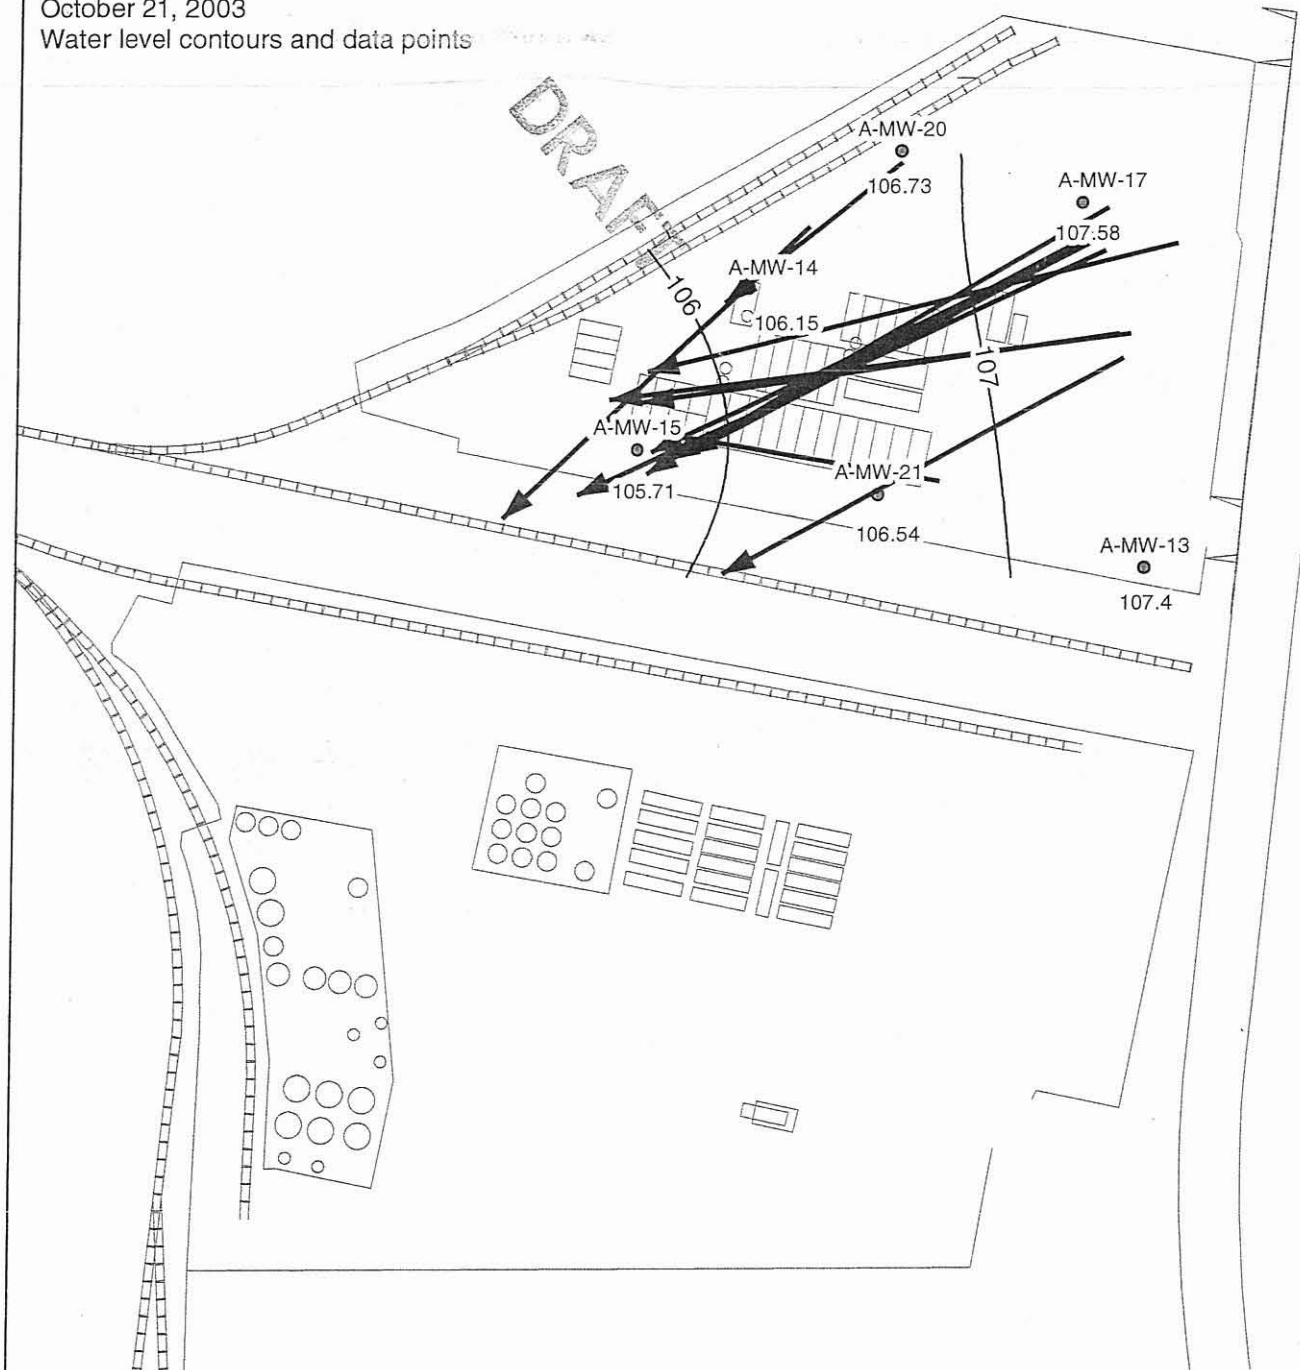 October 21, 2003
Water level contours and data points
DRAFT
A-MW-20
106.73
A-MW-17
107.58
A-MW-14
106
106.15
107
A-MW-15
105.71
A-MW-21
106.54
A-MW-13
107.4